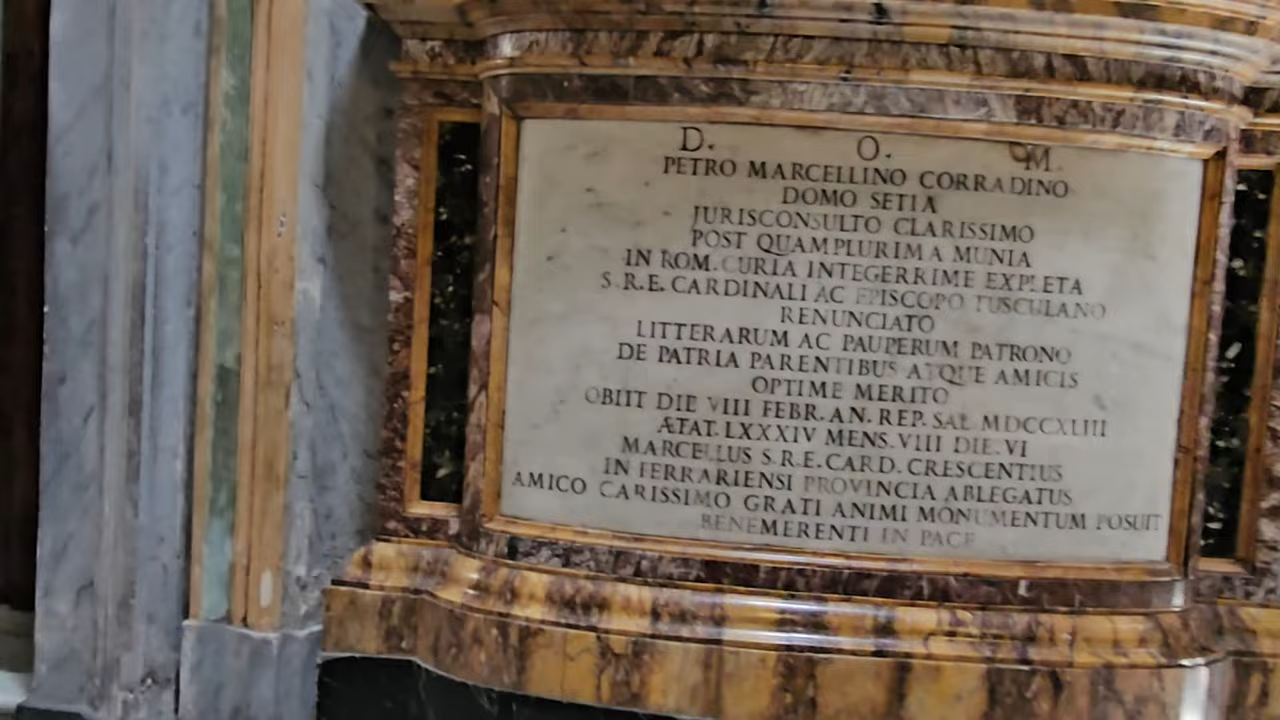 D. O. M.
PETRO MARCELLINO CORRADINO
DOMO SETIA
JURISCONSULTO CLARISSIMO
POST QUAMPLURIMA MUNIA
IN ROM. CURIA INTEGERRIME EXPLETA
S.R.E. CARDINALI AC EPISCOPO TUSCULANO
RENUNCIATO
LITTERARUM AC PAUPERUM PATRONO
DE PATRIA PARENTIBUS ATQUE AMICIS
OPTIME MERITO
OBIIT DIE VIII FEBR. AN. REP. SAL MDCCXLIII
ÆTAT. LXXXIV MENS. VIII DIE. VI
MARCELLUS S.R.E. CARD. CRESCENTIUS
IN FERRARIENSI PROVINCIA ABLEGATUS
AMICO CARISSIMO GRATI ANIMI MONUMENTUM POSUIT
BENEMERENTI IN PACE